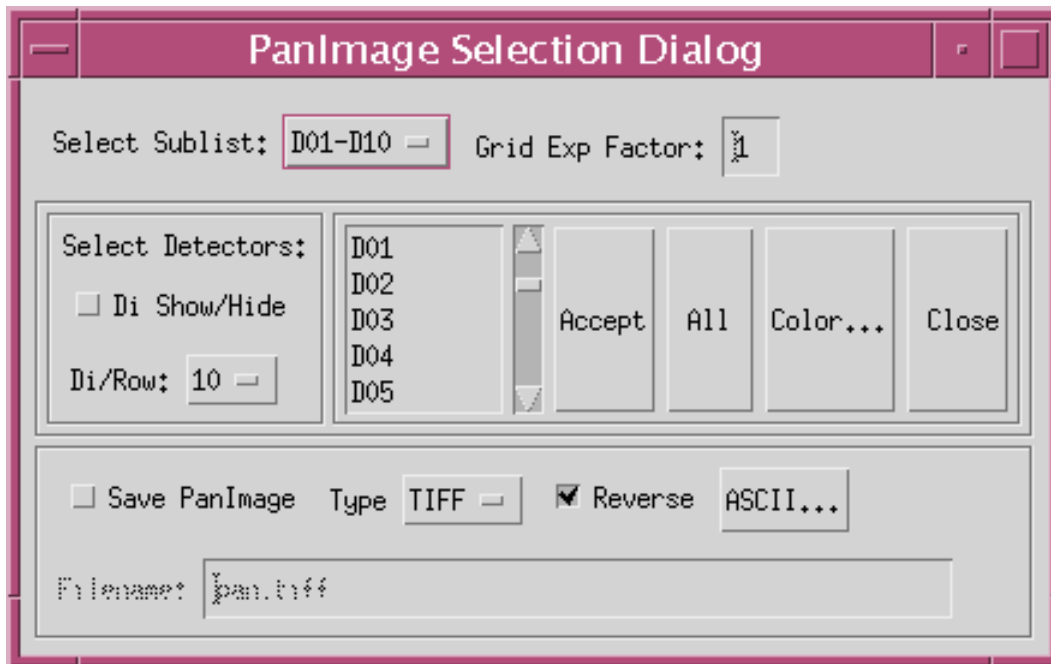 PanImage Selection Dialog
Select Sublist: D01-D10 Grid Exp Factor: 1
Select Detectors:
Di Show/Hide
Di/Row: 10
D01
D02
D03
D04
D05
Accept All Color... Close
Save PanImage Type TIFF Reverse ASCII...
Filename: pan.tiff